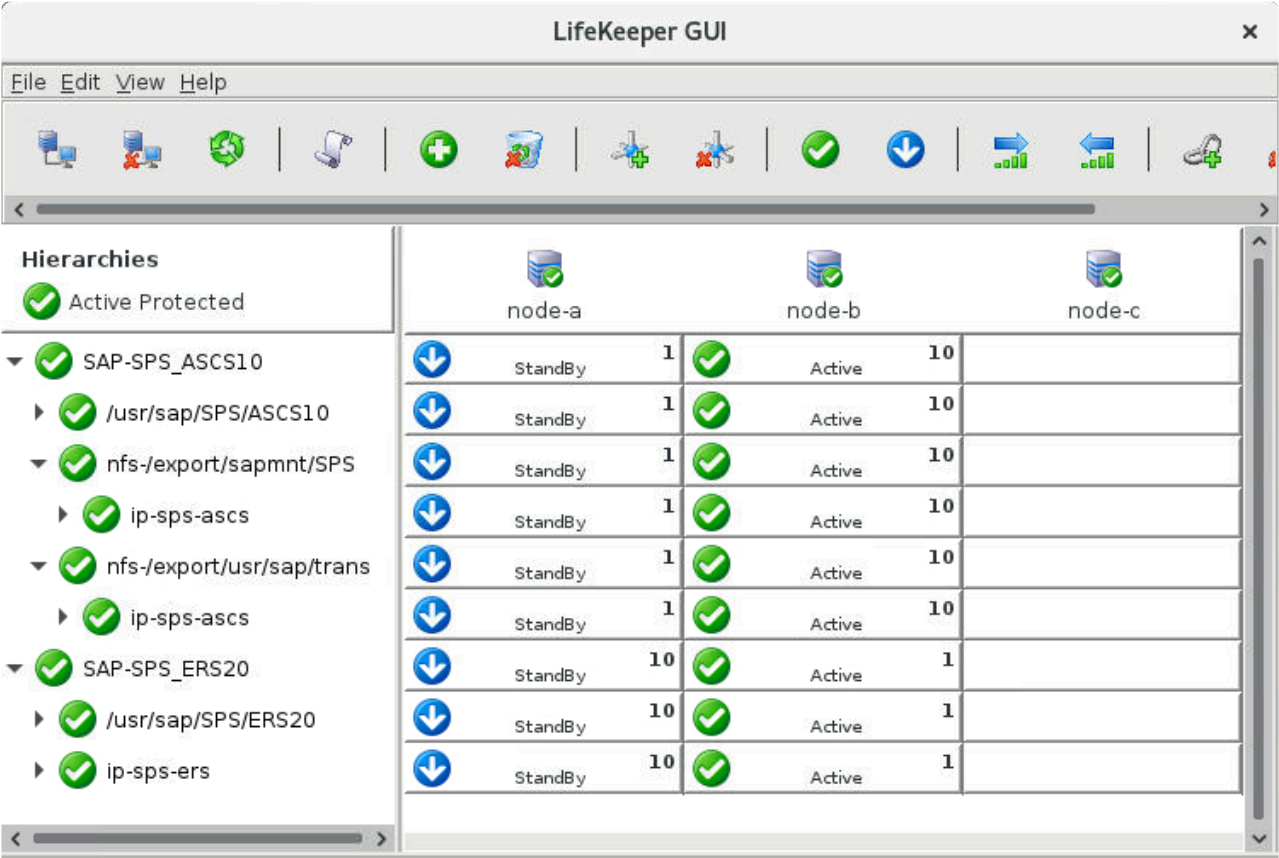 LifeKeeper GUI
File Edit View Help
Hierarchies
Active Protected
node-a node-b node-c
SAP-SPS_ASCS10 StandBy 1 Active 10
/usr/sap/SPS/ASCS10 StandBy 1 Active 10
nfs-/export/sapmnt/SPS StandBy 1 Active 10
ip-sps-ascs StandBy 1 Active 10
nfs-/export/usr/sap/trans StandBy 1 Active 10
ip-sps-ascs StandBy 1 Active 10
SAP-SPS_ERS20 StandBy 10 Active 1
/usr/sap/SPS/ERS20 StandBy 10 Active 1
ip-sps-ers StandBy 10 Active 1